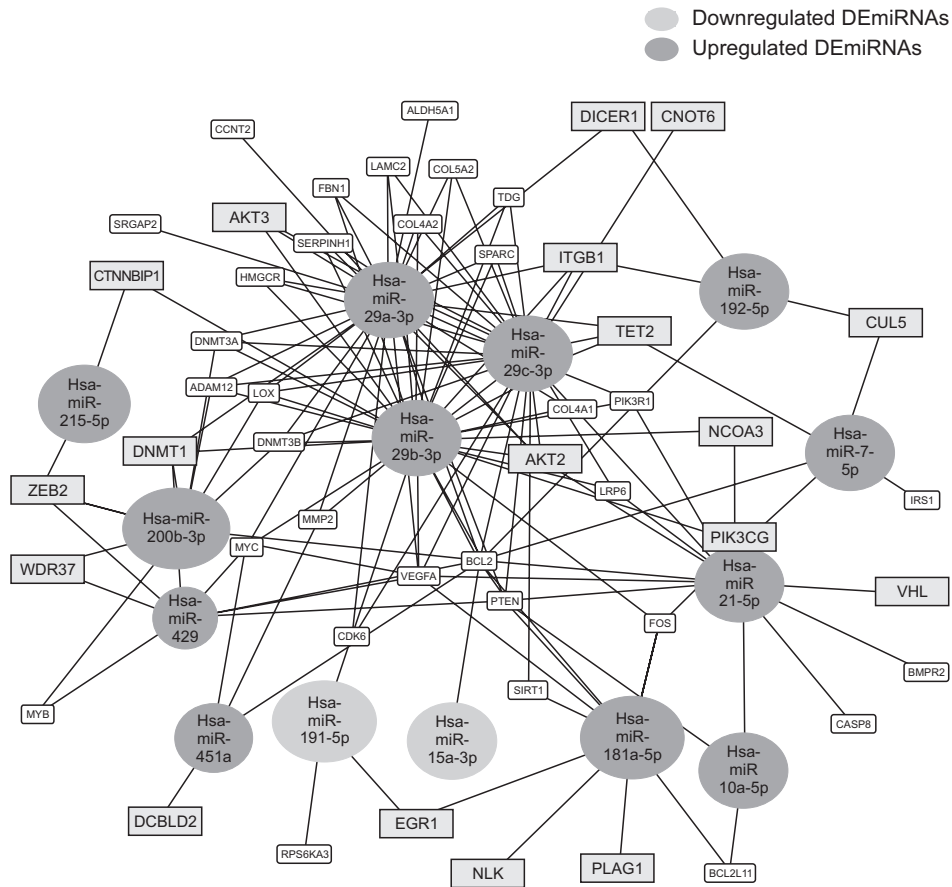 Downregulated DEmiRNAs
Upregulated DEmiRNAs
ALDH5A1
DICER1
CNOT6
CCNT2
LAMC2
COL5A2
FBN1
TDG
AKT3
SRGAP2
COL4A2
SERPINH1
SPARC
ITGB1
CTNNBIP1
HMGCR
Hsa-
miR-
29a-3p
Hsa-
miR-
192-5p
CUL5
TET2
DNMT3A
Hsa-
miR-
29c-3p
ADAM12
LOX
Hsa-
miR-
215-5p
PIK3R1
COL4A1
Hsa-
miR-
29b-3p
NCOA3
DNMT3B
DNMT1
Hsa-
miR-7-
5p
AKT2
ZEB2
LRP6
IRS1
MMP2
Hsa-miR-
200b-3p
PIK3CG
MYC
BCL2
WDR37
VEGFA
Hsa-
miR
21-5p
VHL
Hsa-
miR-
429
PTEN
FOS
CDK6
BMPR2
SIRT1
MYB
CASP8
Hsa-
miR-
451a
Hsa-
miR-
191-5p
Hsa-
miR-
15a-3p
Hsa-
miR-
181a-5p
Hsa-
miR
10a-5p
DCBLD2
EGR1
RPS6KA3
NLK
PLAG1
BCL2L11